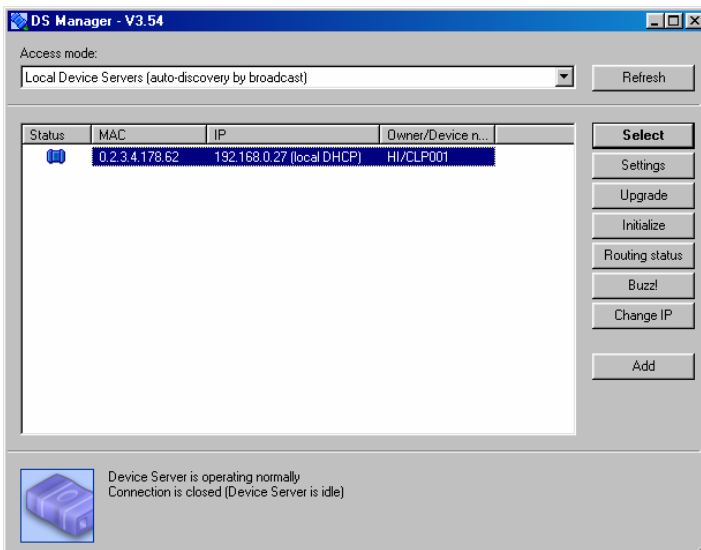 DS Manager - V3.54
Access mode:
Local Device Servers (auto-discovery by broadcast)
Refresh
Status MAC IP Owner/Device n...
0.2.3.4.178.62 192.168.0.27 (local DHCP) HI/CLP001
Select
Settings
Upgrade
Initialize
Routing status
Buzz!
Change IP
Add
Device Server is operating normally
Connection is closed (Device Server is idle)